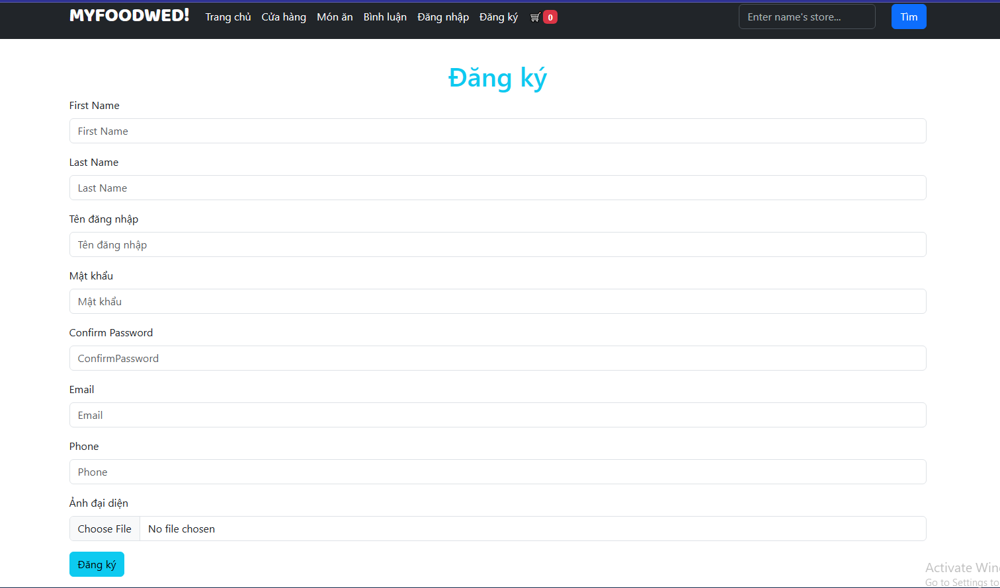 MYFOODWED! Trang chủ Cửa hàng Món ăn Bình luận Đăng nhập Đăng ký 0 Enter name's store... Tìm
Đăng ký
First Name
First Name
Last Name
Last Name
Tên đăng nhập
Tên đăng nhập
Mật khẩu
Mật khẩu
Confirm Password
ConfirmPassword
Email
Email
Phone
Phone
Ảnh đại diện
Choose File No file chosen
Đăng ký
Activate Win
Go to Settings to